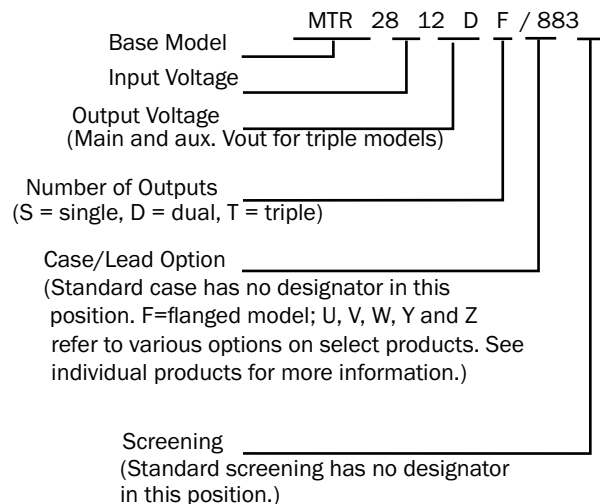 MTR 28 12 D F / 883
Base Model
Input Voltage
Output Voltage
(Main and aux. Vout for triple models)
Number of Outputs
(S = single, D = dual, T = triple)
Case/Lead Option
(Standard case has no designator in this
position. F=flanged model; U, V, W, Y and Z
refer to various options on select products. See
individual products for more information.)
Screening
(Standard screening has no designator
in this position.)